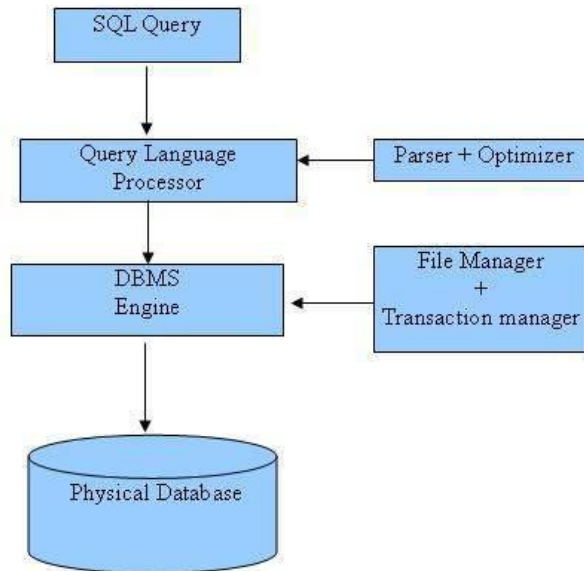 SQL Query
Query Language
Processor
Parser + Optimizer
DBMS
Engine
File Manager
+
Transaction manager
Physical Database